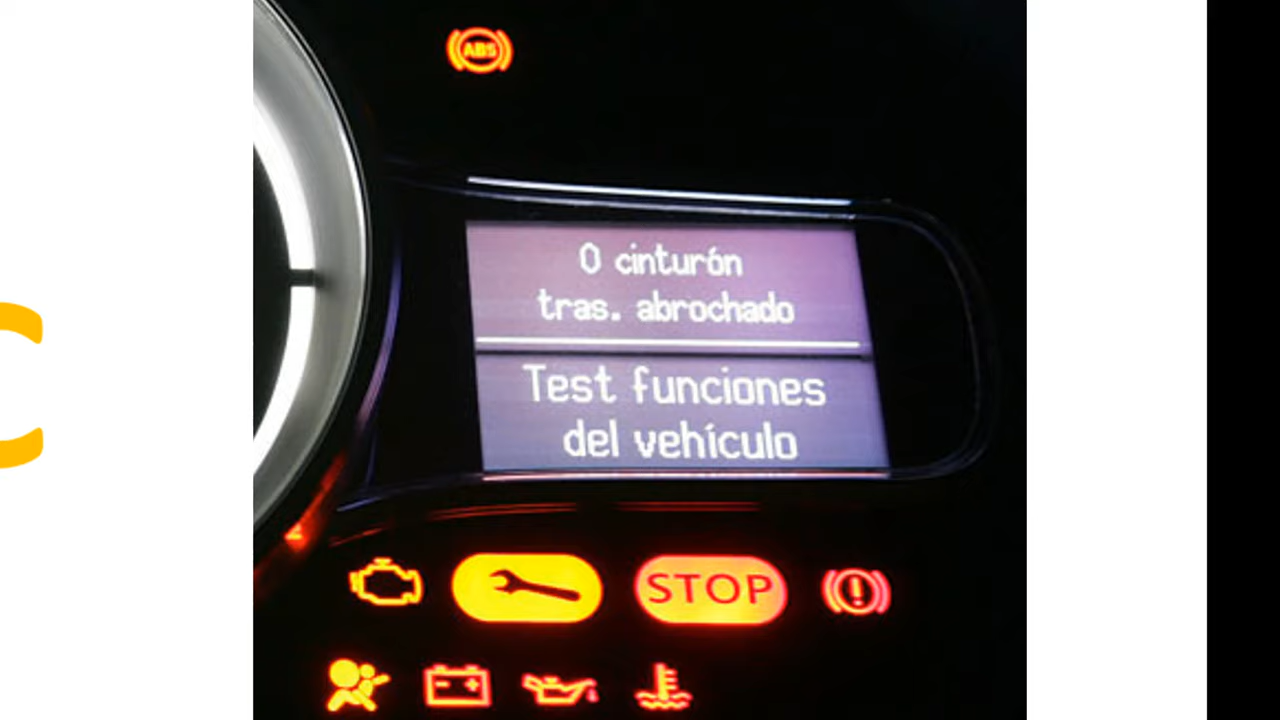 ABS
0 cinturón
tras. abrochado
Test funciones
del vehículo
STOP